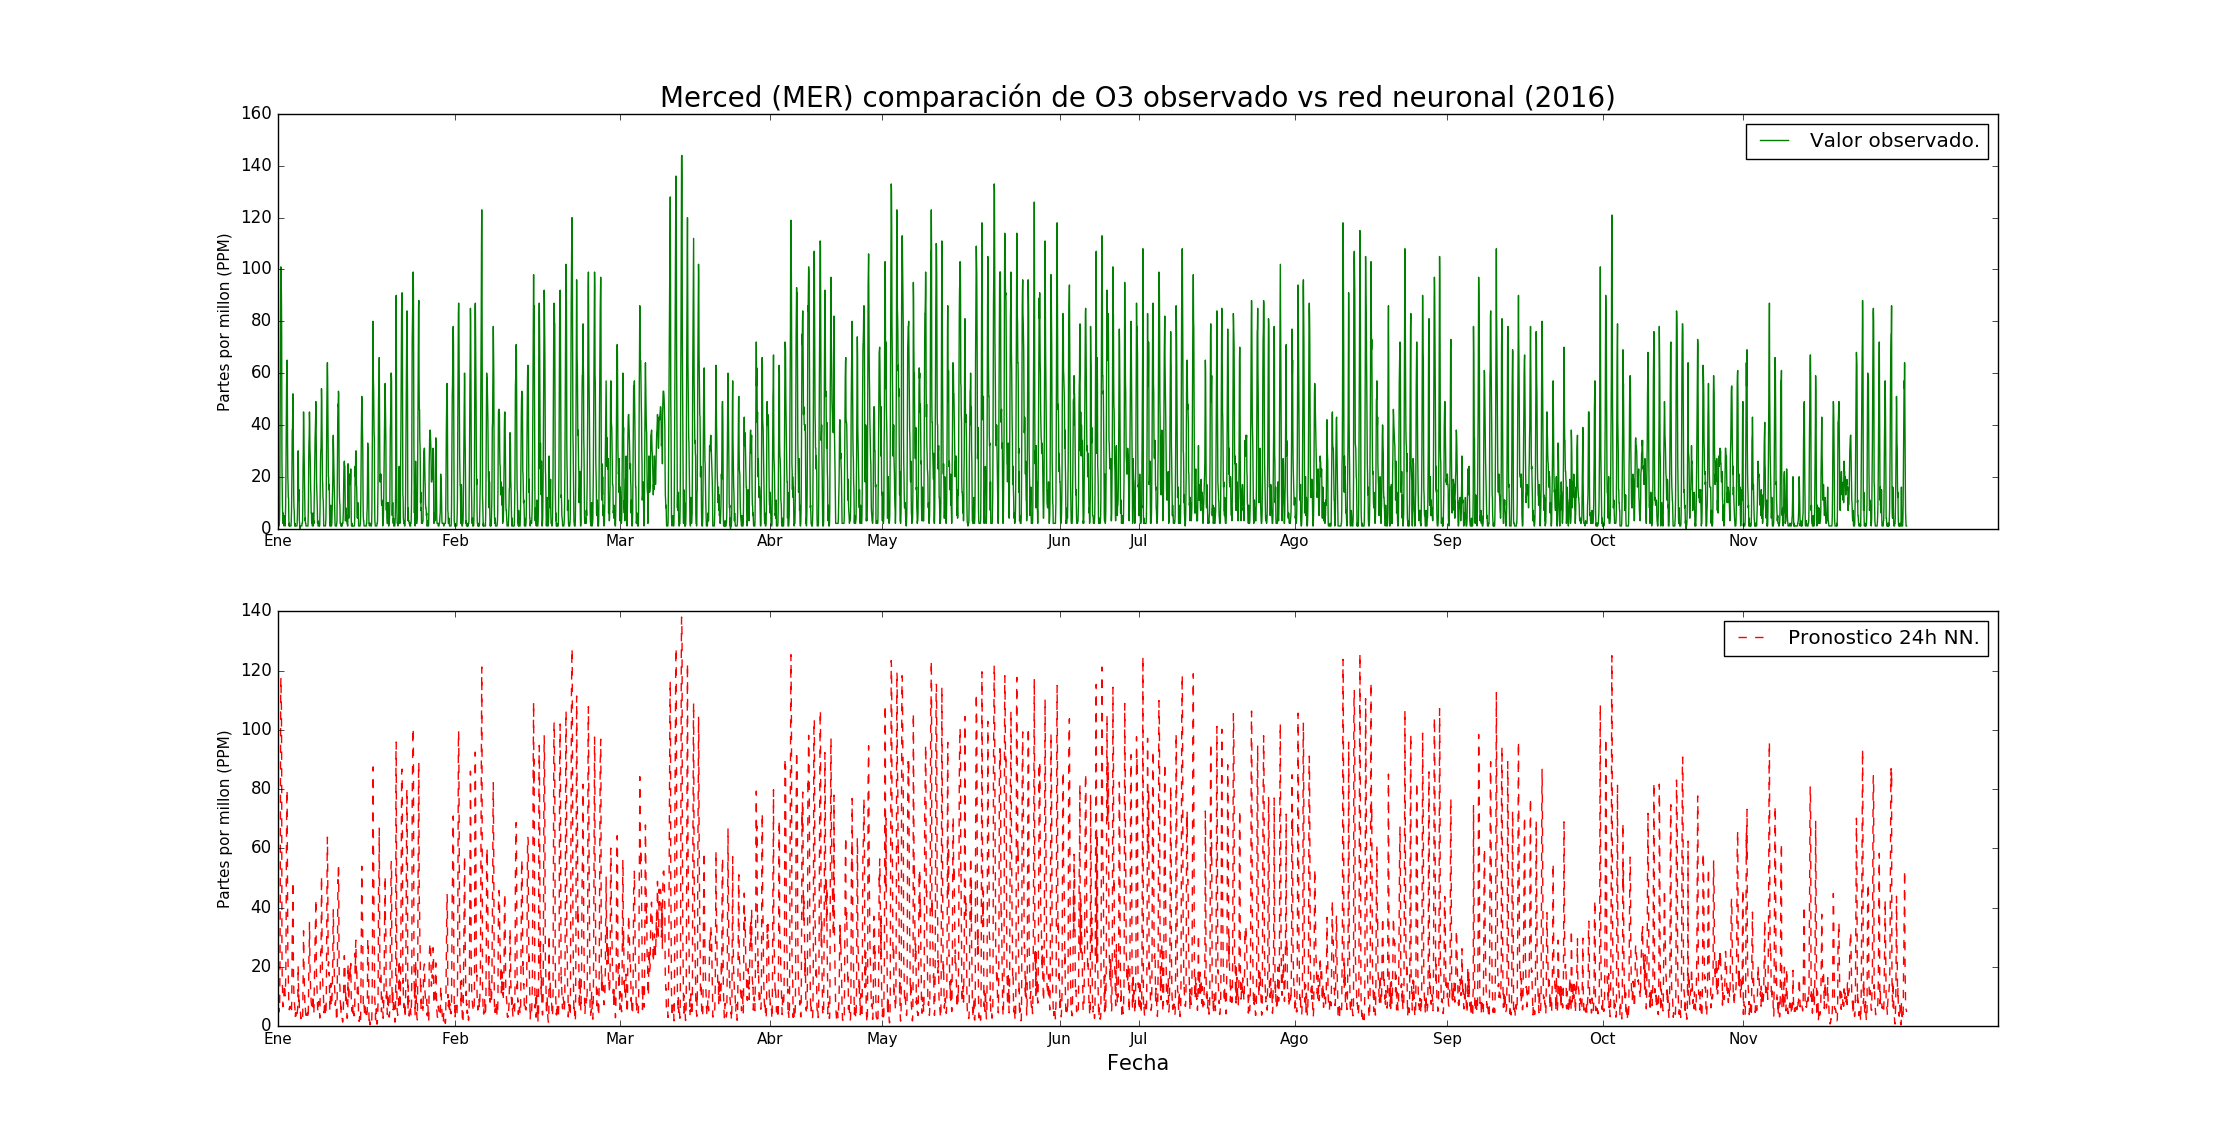 Merced (MER) comparación de O3 observado vs red neuronal (2016)
160
140
120
100
80
60
40
20
0
Partes por millon (PPM)
Valor observado.
Ene Feb Mar Abr May Jun Jul Ago Sep Oct Nov
140
120
100
80
60
40
20
0
Partes por millon (PPM)
Pronostico 24h NN.
Ene Feb Mar Abr May Jun Jul Ago Sep Oct Nov
Fecha